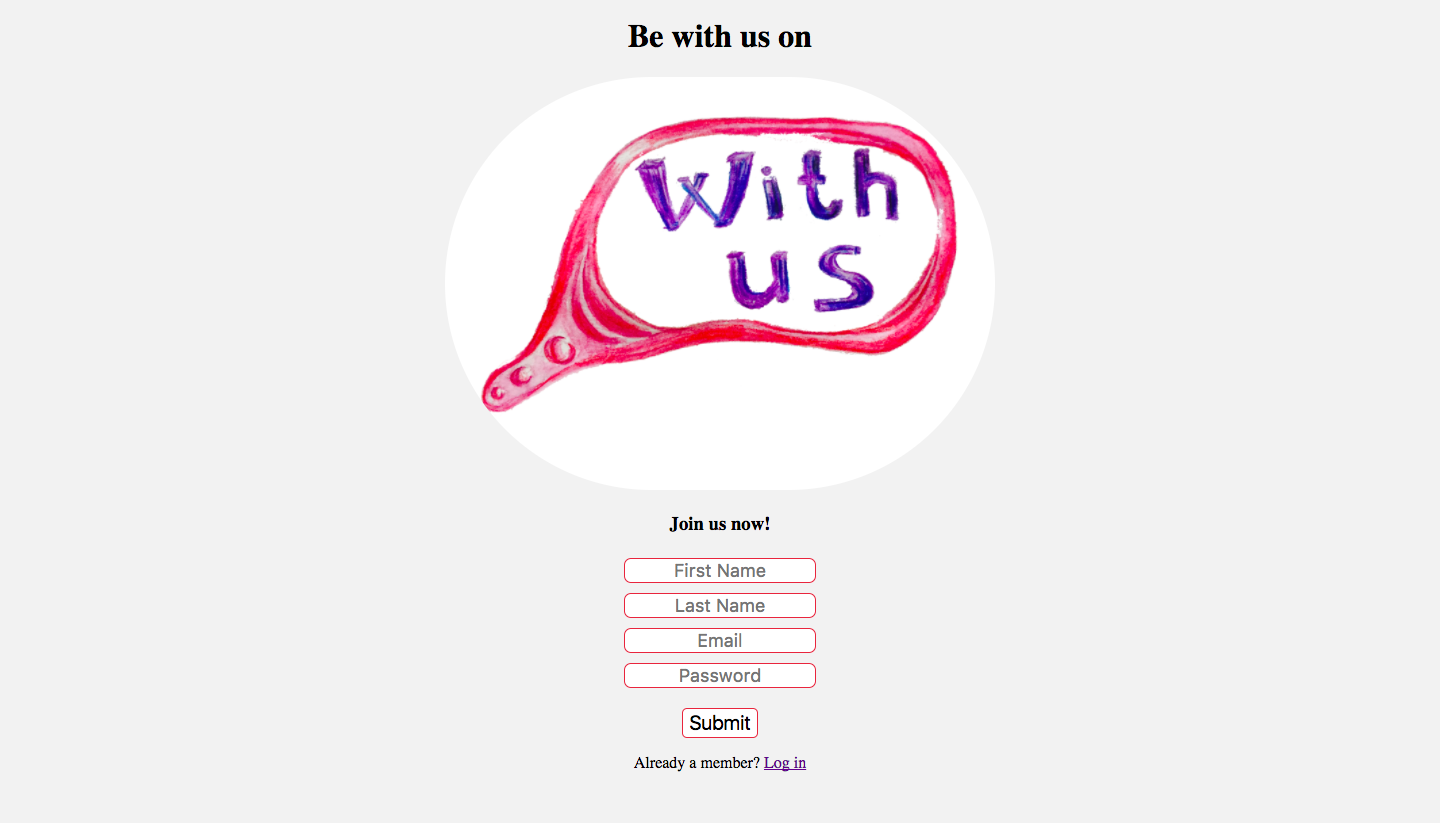 Be with us on
With
us
Join us now!
First Name
Last Name
Email
Password
Submit
Already a member? Log in